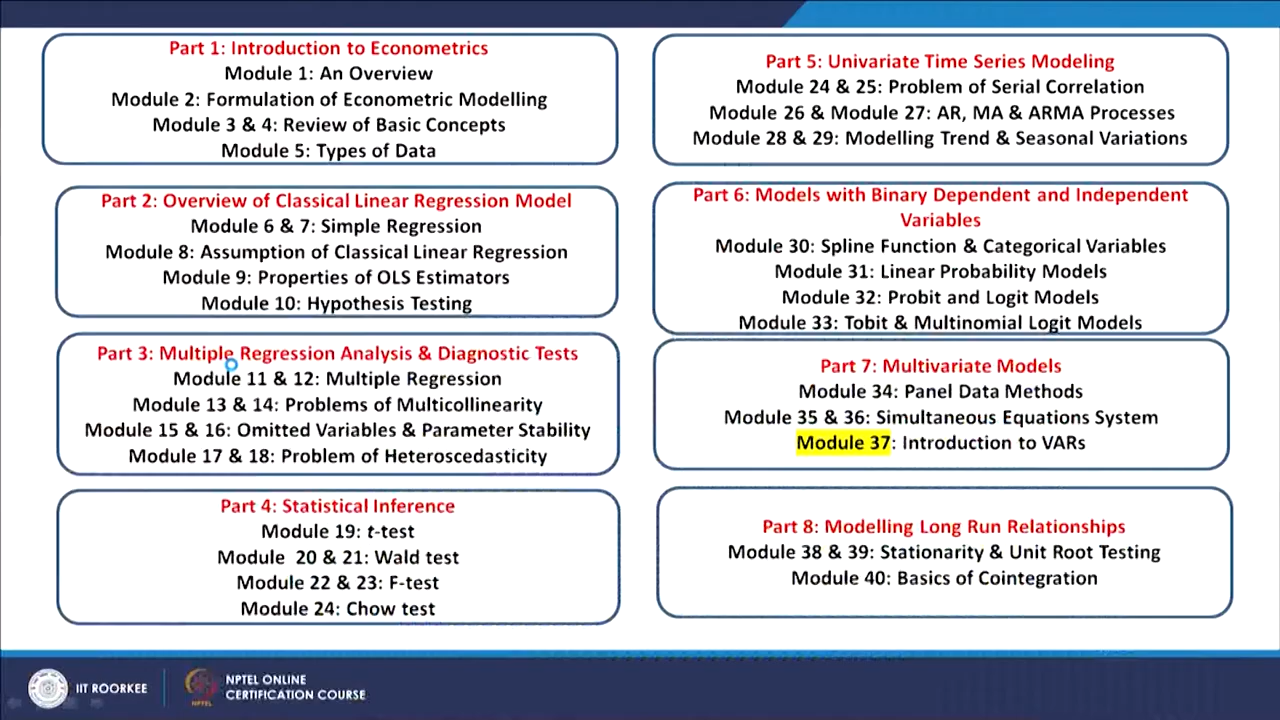 Part 1: Introduction to Econometrics
Module 1: An Overview
Module 2: Formulation of Econometric Modelling
Module 3 & 4: Review of Basic Concepts
Module 5: Types of Data
Part 2: Overview of Classical Linear Regression Model
Module 6 & 7: Simple Regression
Module 8: Assumption of Classical Linear Regression
Module 9: Properties of OLS Estimators
Module 10: Hypothesis Testing
Part 3: Multiple Regression Analysis & Diagnostic Tests
Module 11 & 12: Multiple Regression
Module 13 & 14: Problems of Multicollinearity
Module 15 & 16: Omitted Variables & Parameter Stability
Module 17 & 18: Problem of Heteroscedasticity
Part 4: Statistical Inference
Module 19: t-test
Module 20 & 21: Wald test
Module 22 & 23: F-test
Module 24: Chow test
Part 5: Univariate Time Series Modeling
Module 24 & 25: Problem of Serial Correlation
Module 26 & Module 27: AR, MA & ARMA Processes
Module 28 & 29: Modelling Trend & Seasonal Variations
Part 6: Models with Binary Dependent and Independent
Variables
Module 30: Spline Function & Categorical Variables
Module 31: Linear Probability Models
Module 32: Probit and Logit Models
Module 33: Tobit & Multinomial Logit Models
Part 7: Multivariate Models
Module 34: Panel Data Methods
Module 35 & 36: Simultaneous Equations System
Module 37: Introduction to VARs
Part 8: Modelling Long Run Relationships
Module 38 & 39: Stationarity & Unit Root Testing
Module 40: Basics of Cointegration
IIT ROORKEE
NPTEL
NPTEL ONLINE
CERTIFICATION COURSE